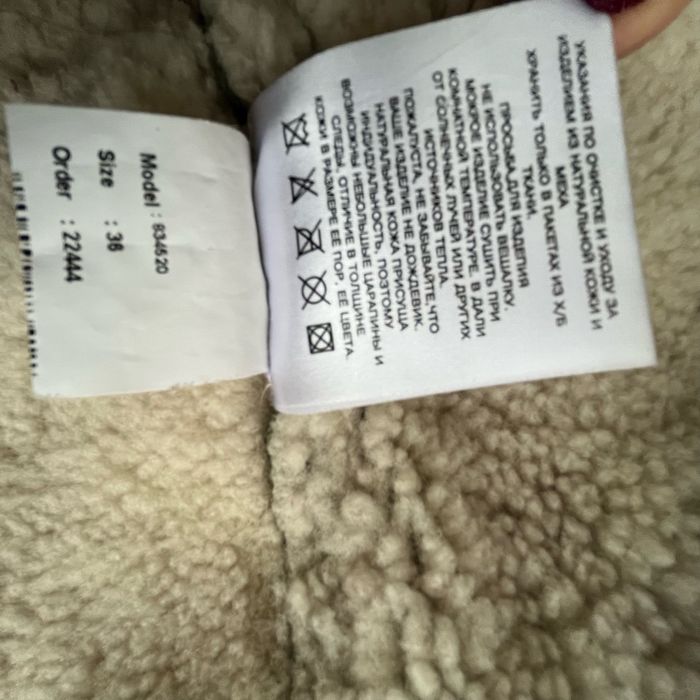 Model : 834520
Size : 36
Order : 22444
УКАЗАНИЯ ПО ОЧИСТКЕ И УХОДУ ЗА
ИЗДЕЛИЕМ ИЗ НАТУРАЛЬНОЙ КОЖИ И
МЕХА
ХРАНИТЬ ТОЛЬКО В ПАКЕТАХ ИЗ Х/Б
ТКАНИ.
ПРОСЬБА ДЛЯ ИЗДЕЛИЯ
НЕ ИСПОЛЬЗОВАТЬ ВЕШАЛКУ.
МОКРОЕ ИЗДЕЛИЕ СУШИТЬ ПРИ
КОМНАТНОЙ ТЕМПЕРАТУРЕ, В ДАЛИ
ОТ СОЛНЕЧНЫХ ЛУЧЕЙ ИЛИ ДРУГИХ
ИСТОЧНИКОВ ТЕПЛА.
ПОЖАЛУСТА, НЕ ЗАБЫВАЙТЕ, ЧТО
ВАШЕ ИЗДЕЛИЕ НЕ ДОЖДЕВИК.
НАТУРАЛЬНАЯ КОЖА ПРИСУЩА
ИНДИВИДУАЛЬНОСТЬ, ПОЭТОМУ
ВОЗМОЖНЫ НЕБОЛЬШЫЕ ЦАРАПИНЫ И
СЛЕДЫ, ОТЛИЧИЕ В ТОЛЩИНЕ
КОЖИ В РАЗМЕРЕ ЕЕ ПОР, ЕЕ ЦВЕТА.